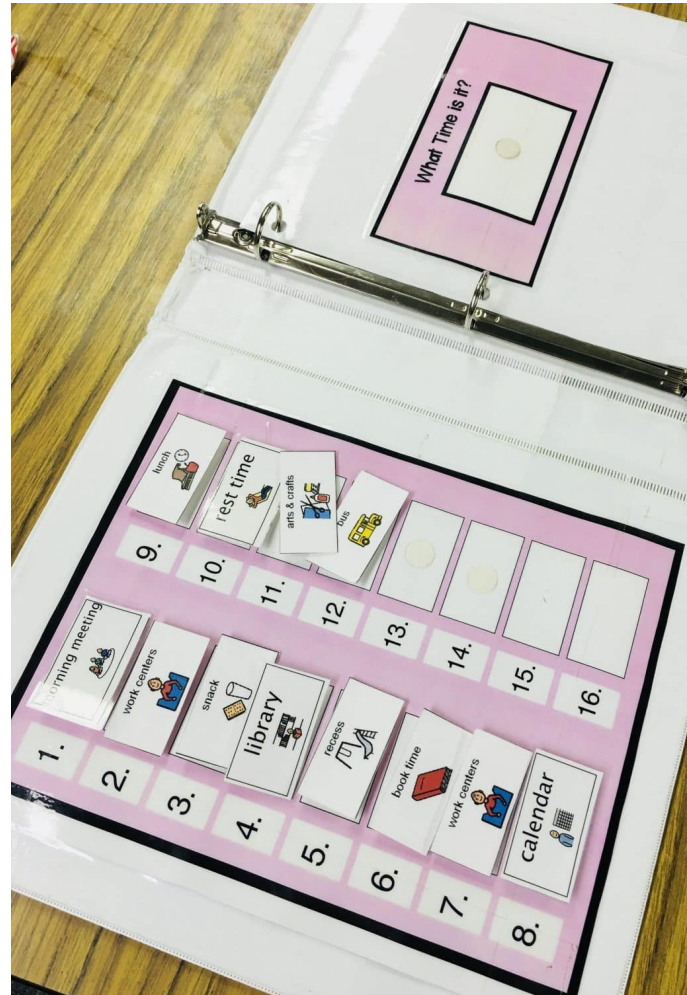 What Time is it?
1.
morning meeting
2.
work centers
3.
snack
4.
library
5.
recess
6.
book time
7.
work centers
8.
calendar
9.
lunch
10.
rest time
11.
arts & crafts
12.
bus
13.
14.
15.
16.